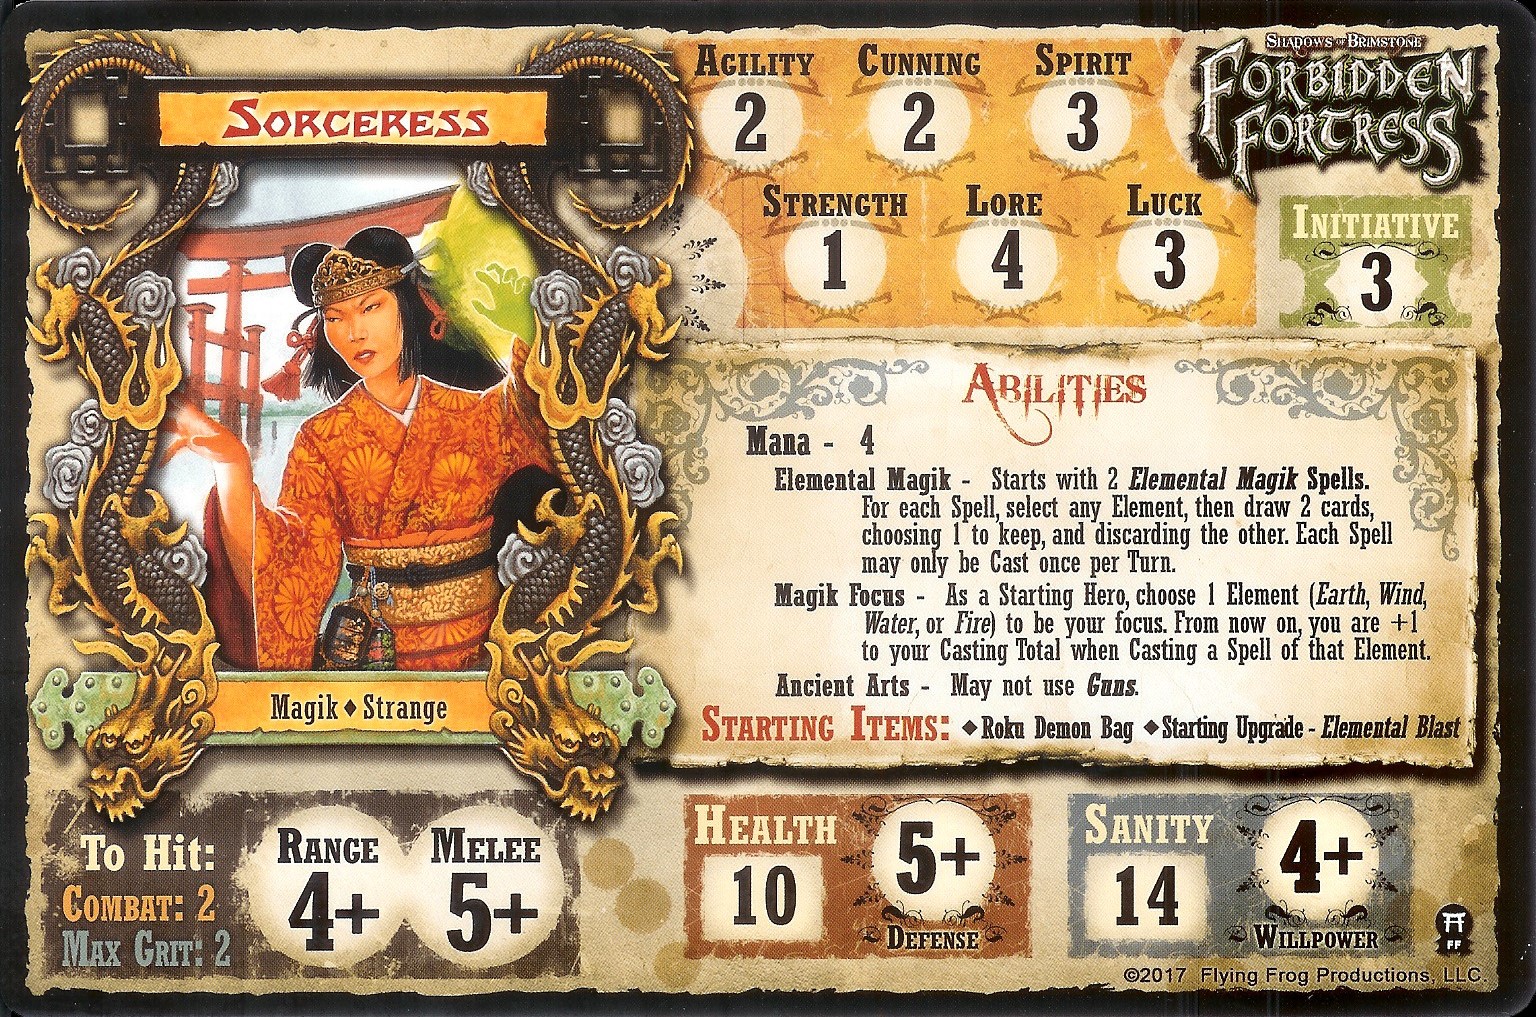 Sorceress
Magik ♦ Strange
To Hit:
Combat: 2
Max Grit: 2
Range
4+
Melee
5+
Agility
2
Cunning
2
Spirit
3
Strength
1
Lore
4
Luck
3
Shadows of Brimstone
Forbidden
Fortress
Initiative
3
Abilities
Mana - 4
Elemental Magik - Starts with 2 Elemental Magik Spells.
For each Spell, select any Element, then draw 2 cards,
choosing 1 to keep, and discarding the other. Each Spell
may only be Cast once per Turn.
Magik Focus - As a Starting Hero, choose 1 Element (Earth, Wind,
Water, or Fire) to be your focus. From now on, you are +1
to your Casting Total when Casting a Spell of that Element.
Ancient Arts - May not use Guns.
Starting Items: ♦Roku Demon Bag ♦Starting Upgrade - Elemental Blast
Health
10
5+
Defense
Sanity
14
4+
Willpower
FF
©2017 Flying Frog Productions, LLC.